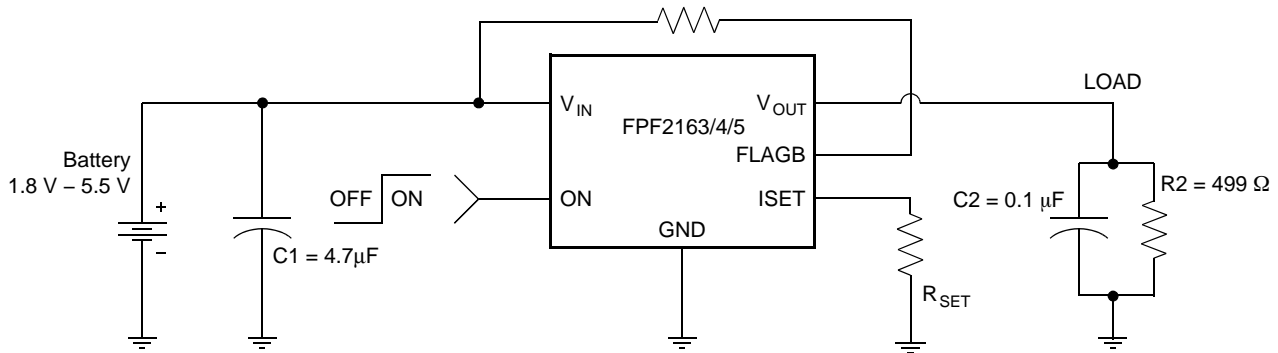 LOAD
V_IN
V_OUT
FPF2163/4/5
FLAGB
Battery
1.8 V – 5.5 V
+
–
OFF
ON
ON
ISET
GND
C1 = 4.7μF
R_SET
C2 = 0.1 μF
R2 = 499 Ω